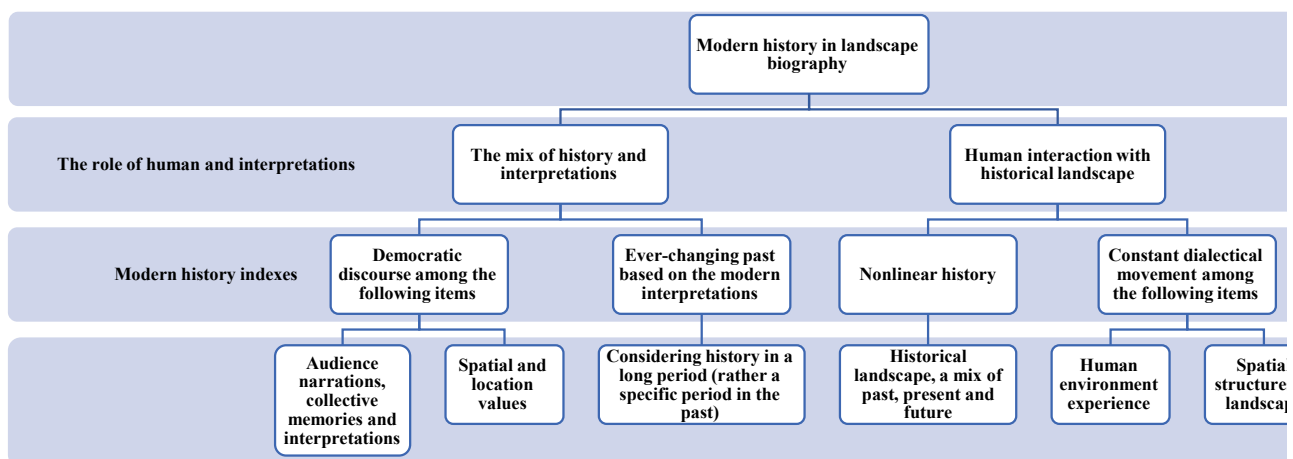 Modern history in landscape
biography
The role of human and interpretations
The mix of history and
interpretations
Human interaction with
historical landscape
Modern history indexes
Democratic
discourse among the
following items
Ever-changing past
based on the modern
interpretations
Nonlinear history
Constant dialectical
movement among
the following items
Audience
narrations,
collective
memories and
interpretations
Spatial and
location
values
Considering history in a
long period (rather a
specific period in the
past)
Historical
landscape, a mix of
past, present and
future
Human
environment
experience
Spatial
structure